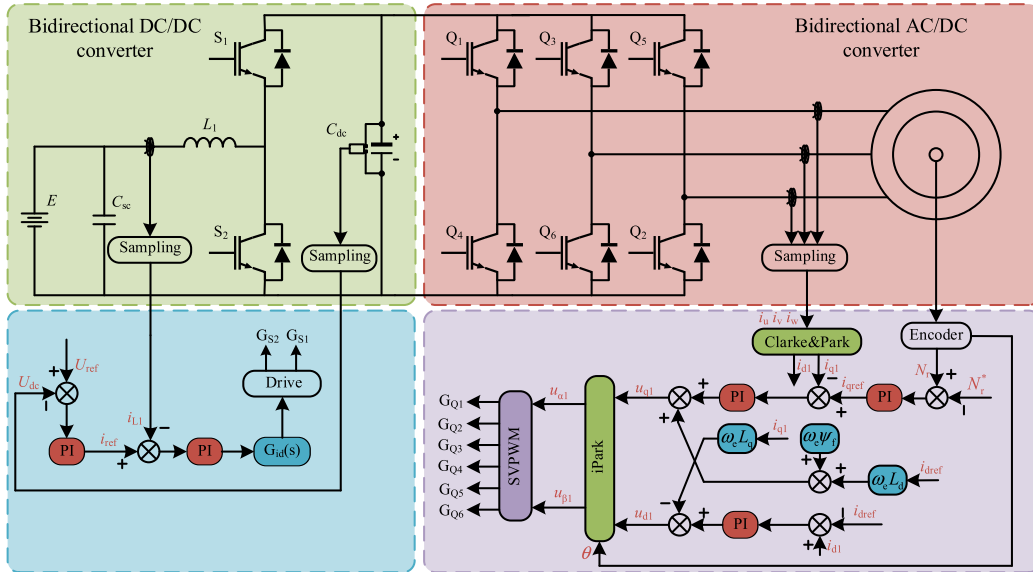 Bidirectional DC/DC
converter
S1
L1
Cdc
+
-
E
Csc
S2
Sampling
Sampling
Bidirectional AC/DC
converter
Q1
Q3
Q5
Q4
Q6
Q2
Sampling
GS2
GS1
Drive
Uref
+
Udc
-
iL1
-
PI
iref
+
PI
Gid(s)
iu iv iw
Clarke&Park
id1
iq1
Encoder
Nr
+
Nr*
-
PI
iqref
+
-
PI
+
uq1
+
uα1
GQ1
GQ2
GQ3
GQ4
GQ5
GQ6
SVPWM
iPark
ωeLq
iq1
ωeψf
+
+
ωeLd
idref
uβ1
ud1
-
+
PI
-
idref
+
id1
θ